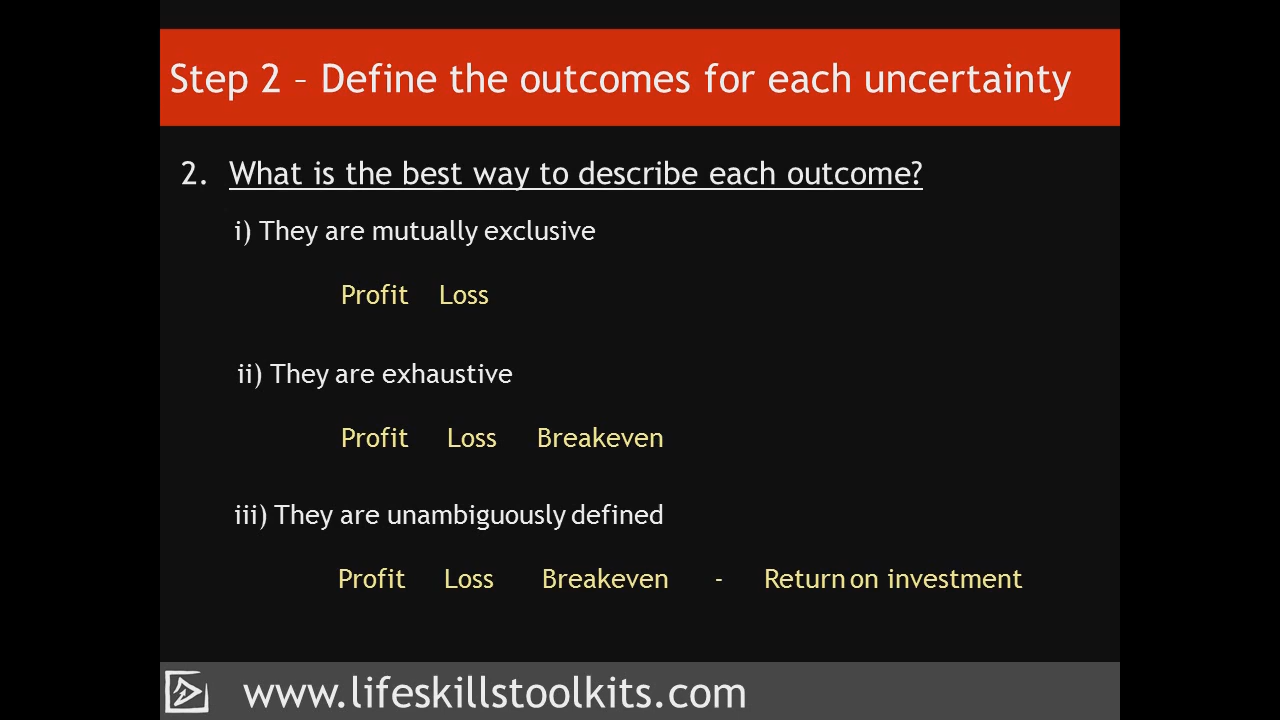 Step 2 – Define the outcomes for each uncertainty
2. What is the best way to describe each outcome?
i) They are mutually exclusive
Profit Loss
ii) They are exhaustive
Profit Loss Breakeven
iii) They are unambiguously defined
Profit Loss Breakeven - Return on investment
www.lifeskillstoolkits.com